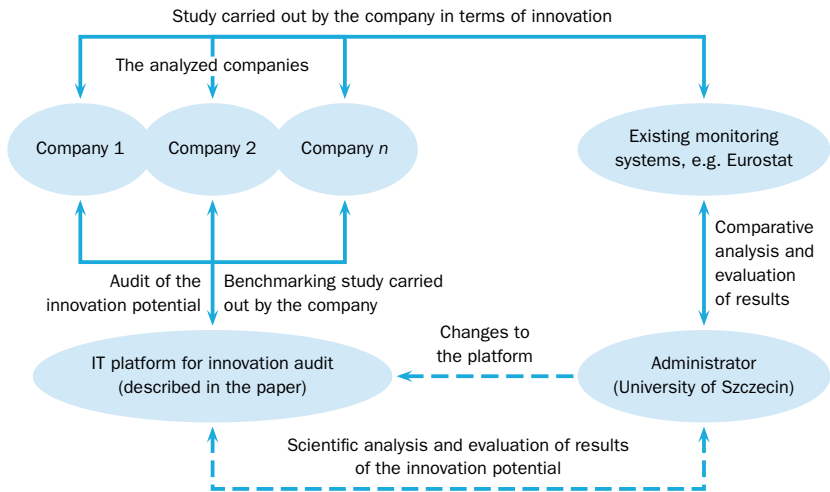 Study carried out by the company in terms of innovation
The analyzed companies
Company 1
Company 2
Company n
Existing monitoring
systems, e.g. Eurostat
Comparative
analysis and
evaluation
of results
Audit of the
innovation potential
Benchmarking study carried
out by the company
Changes to
the platform
IT platform for innovation audit
(described in the paper)
Administrator
(University of Szczecin)
Scientific analysis and evaluation of results
of the innovation potential